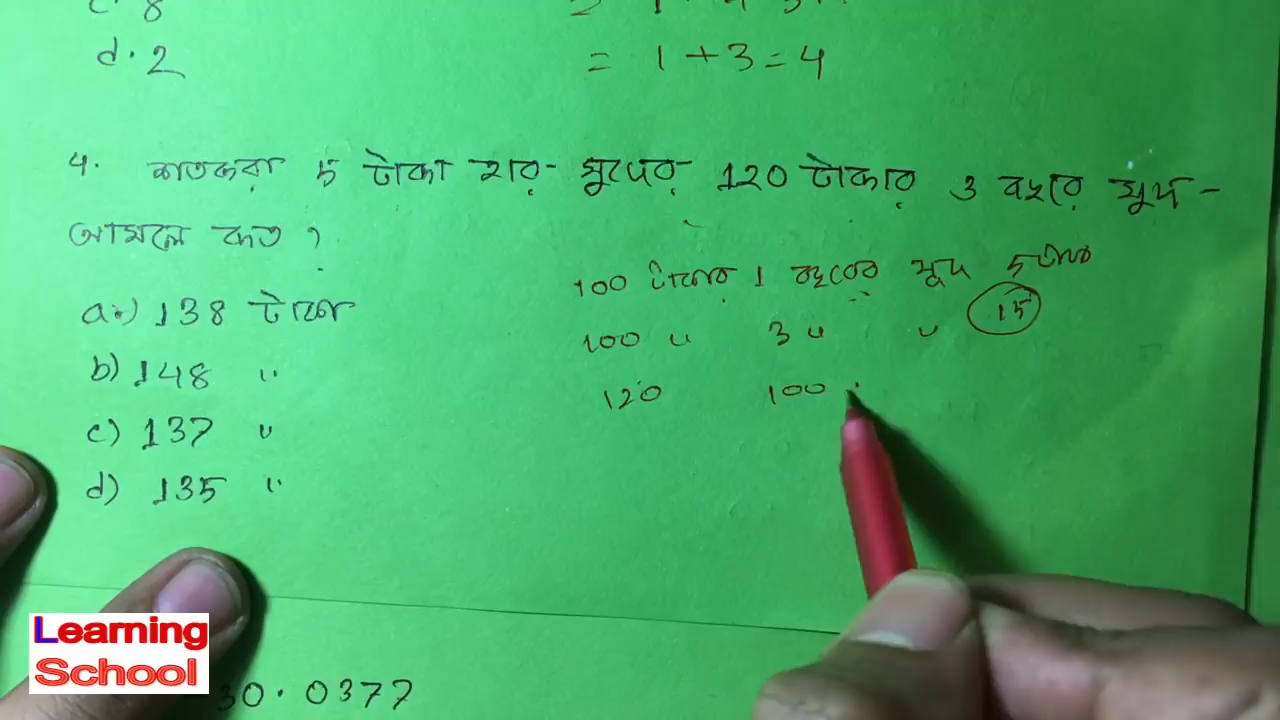 c. 8
d. 2
= 1 + 3 = 4
4. শতকরা 5 টাকা হার সুদের 120 টাকার 3 বছরে সুদ-
আসলে কত ?
a.) 138 টাকা
b) 148 "
c) 137 "
d) 135 "
100 টাকার 1 বছরের সুদ 5 টাকা
100 " 3 " " 15
120 100
Learning
School
30.0377